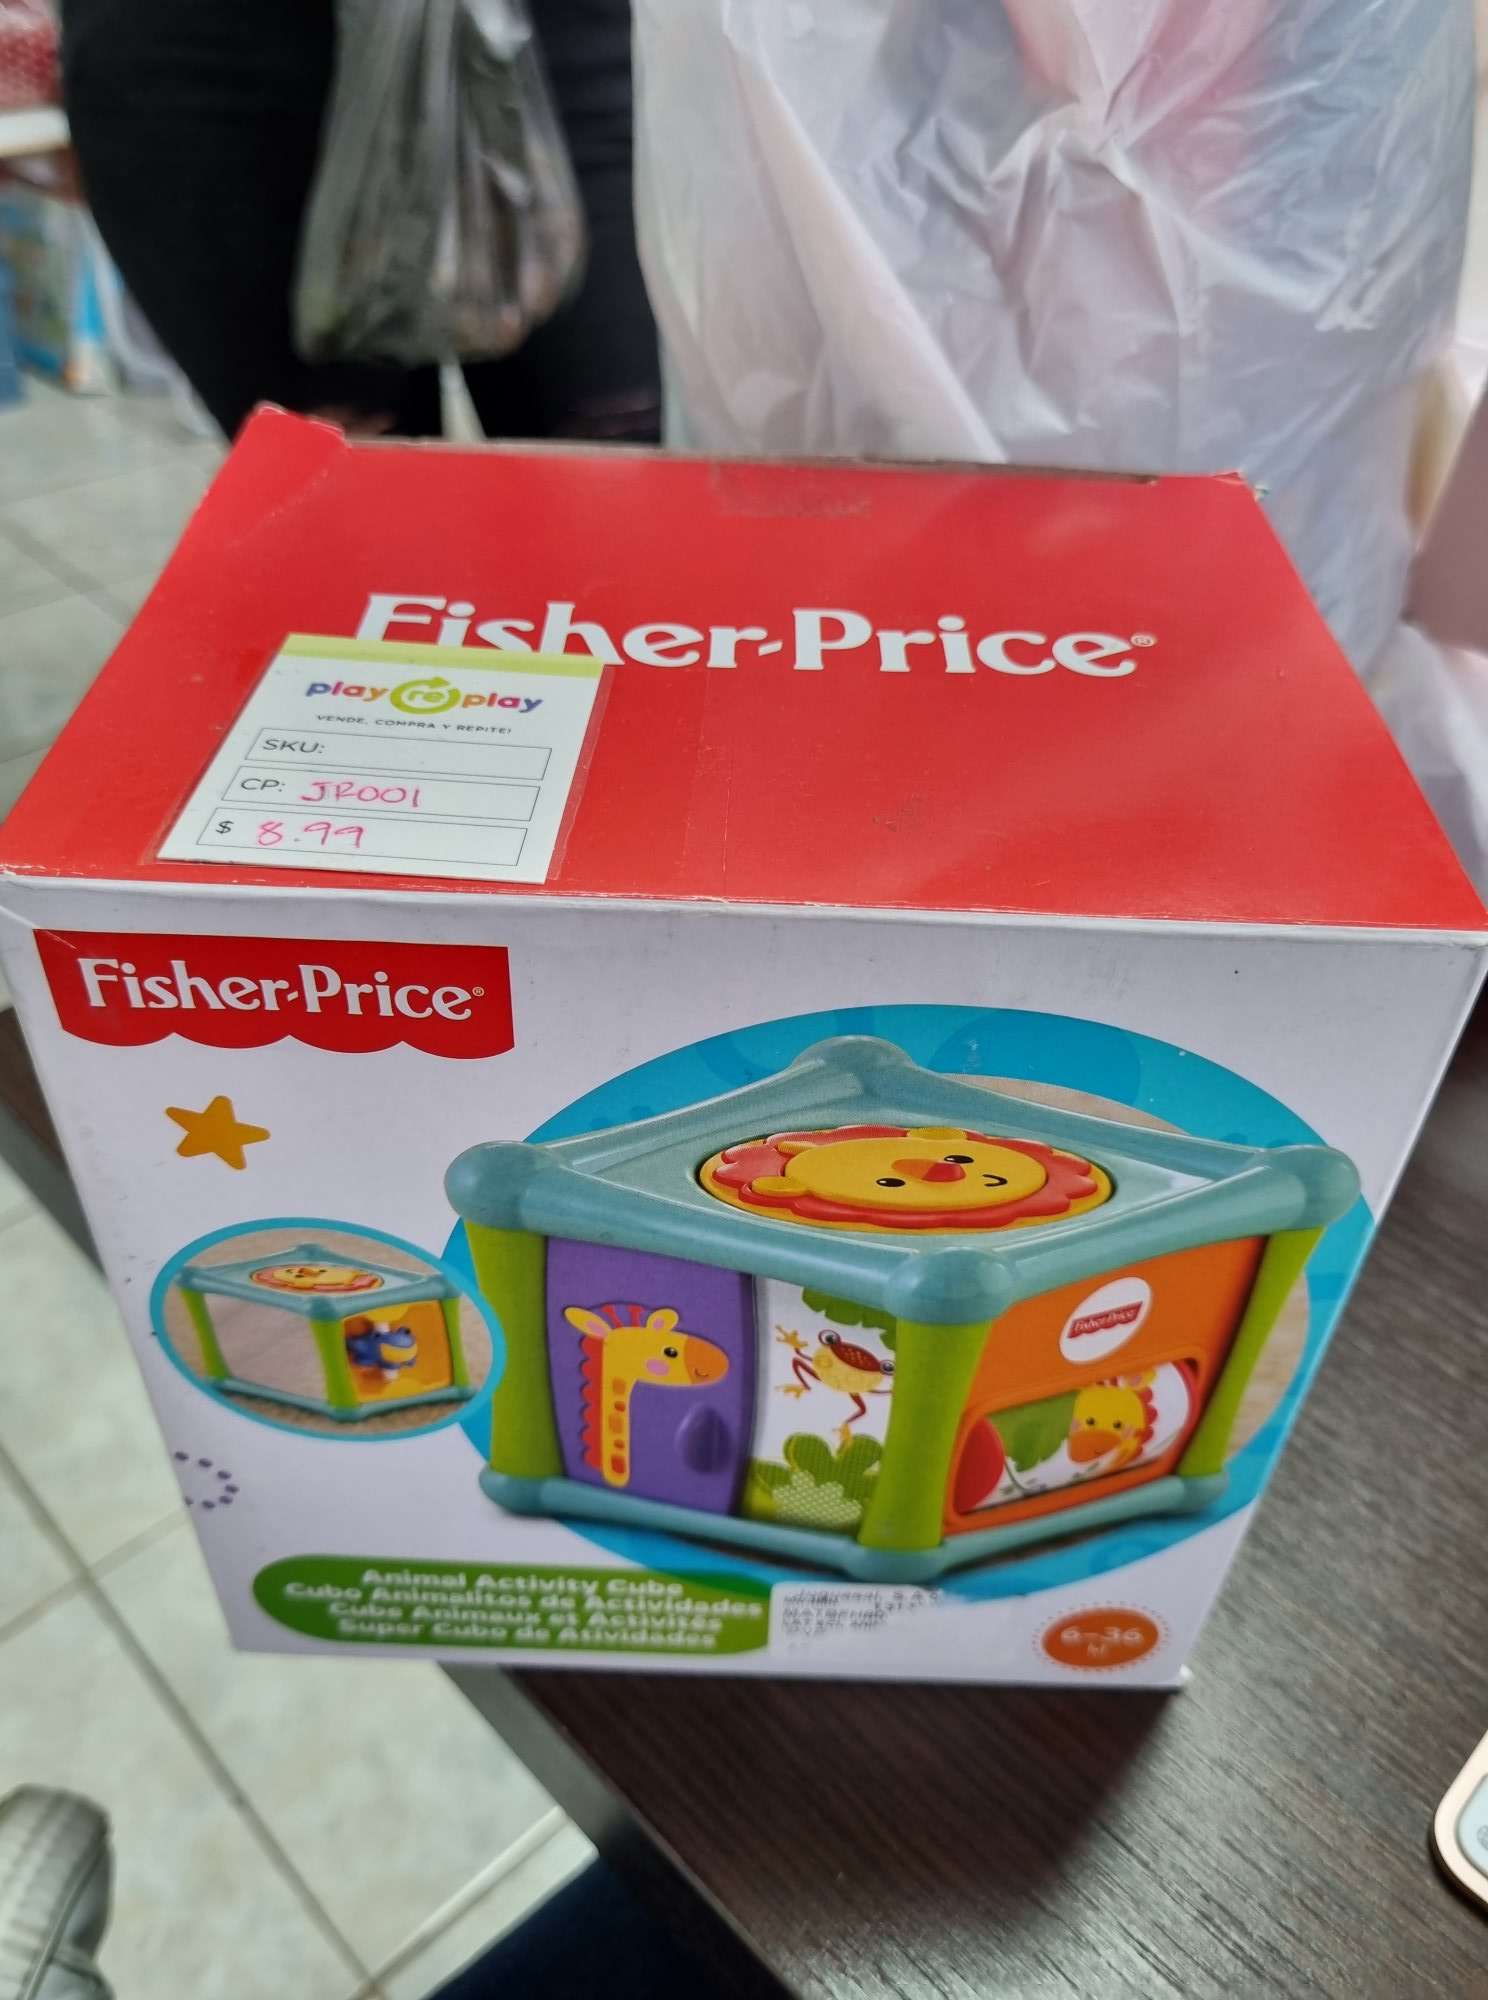 Fisher-Price®
play re play
VENDE, COMPRA Y REPITE!
SKU:
CP: JR001
$ 8.99
Fisher-Price®
Fisher-Price
Animal Activity Cube
Cubo Animalitos de Actividades
Cube Animaux et Activités
Super Cubo de Atividades
6-36
M